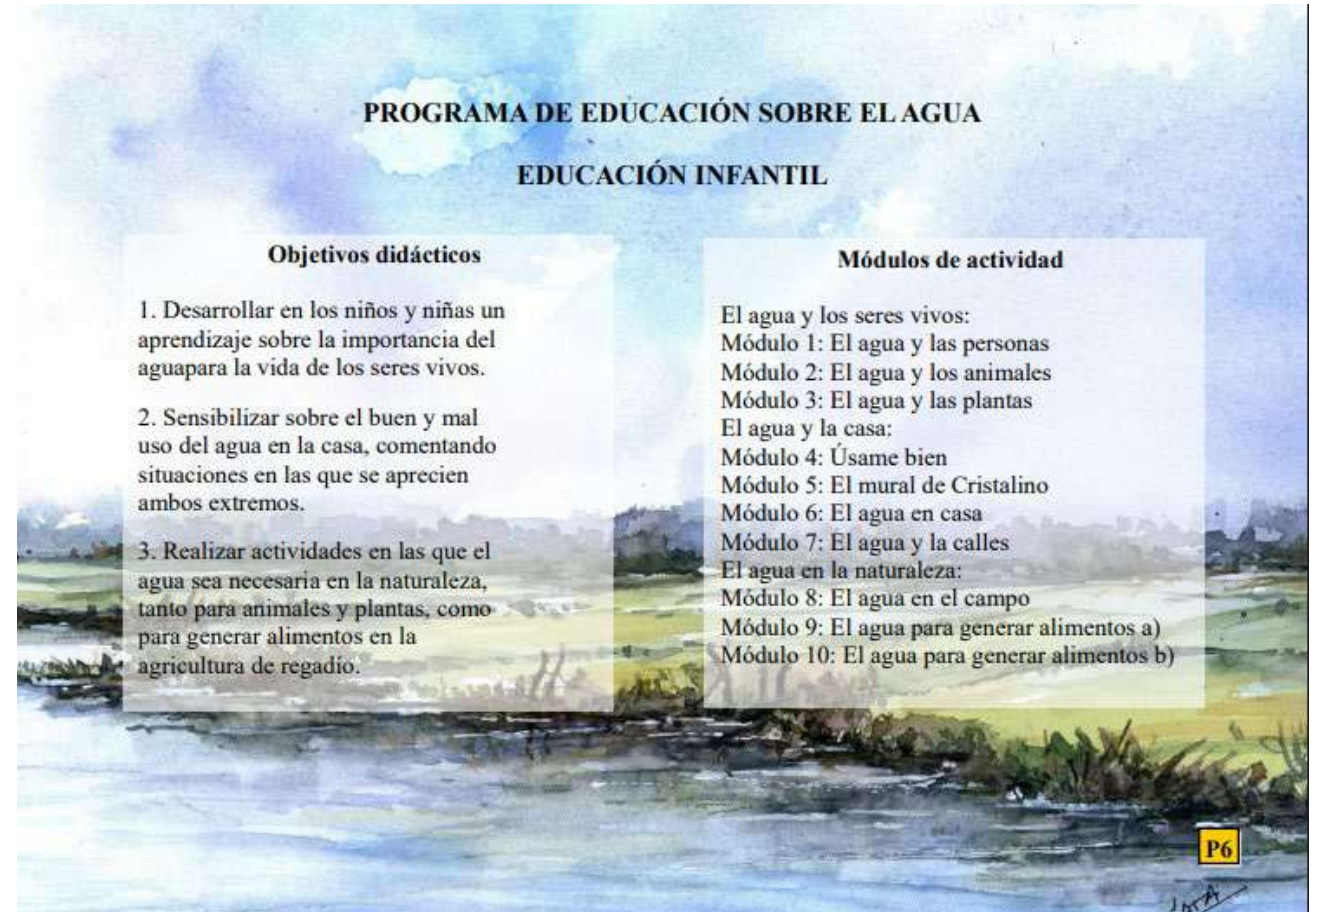 PROGRAMA DE EDUCACIÓN SOBRE EL AGUA
EDUCACIÓN INFANTIL
Objetivos didácticos
1. Desarrollar en los niños y niñas un
aprendizaje sobre la importancia del
aguapara la vida de los seres vivos.
2. Sensibilizar sobre el buen y mal
uso del agua en la casa, comentando
situaciones en las que se aprecien
ambos extremos.
3. Realizar actividades en las que el
agua sea necesaria en la naturaleza,
tanto para animales y plantas, como
para generar alimentos en la
agricultura de regadío.
Módulos de actividad
El agua y los seres vivos:
Módulo 1: El agua y las personas
Módulo 2: El agua y los animales
Módulo 3: El agua y las plantas
El agua y la casa:
Módulo 4: Úsame bien
Módulo 5: El mural de Cristalino
Módulo 6: El agua en casa
Módulo 7: El agua y la calles
El agua en la naturaleza:
Módulo 8: El agua en el campo
Módulo 9: El agua para generar alimentos a)
Módulo 10: El agua para generar alimentos b)
P6